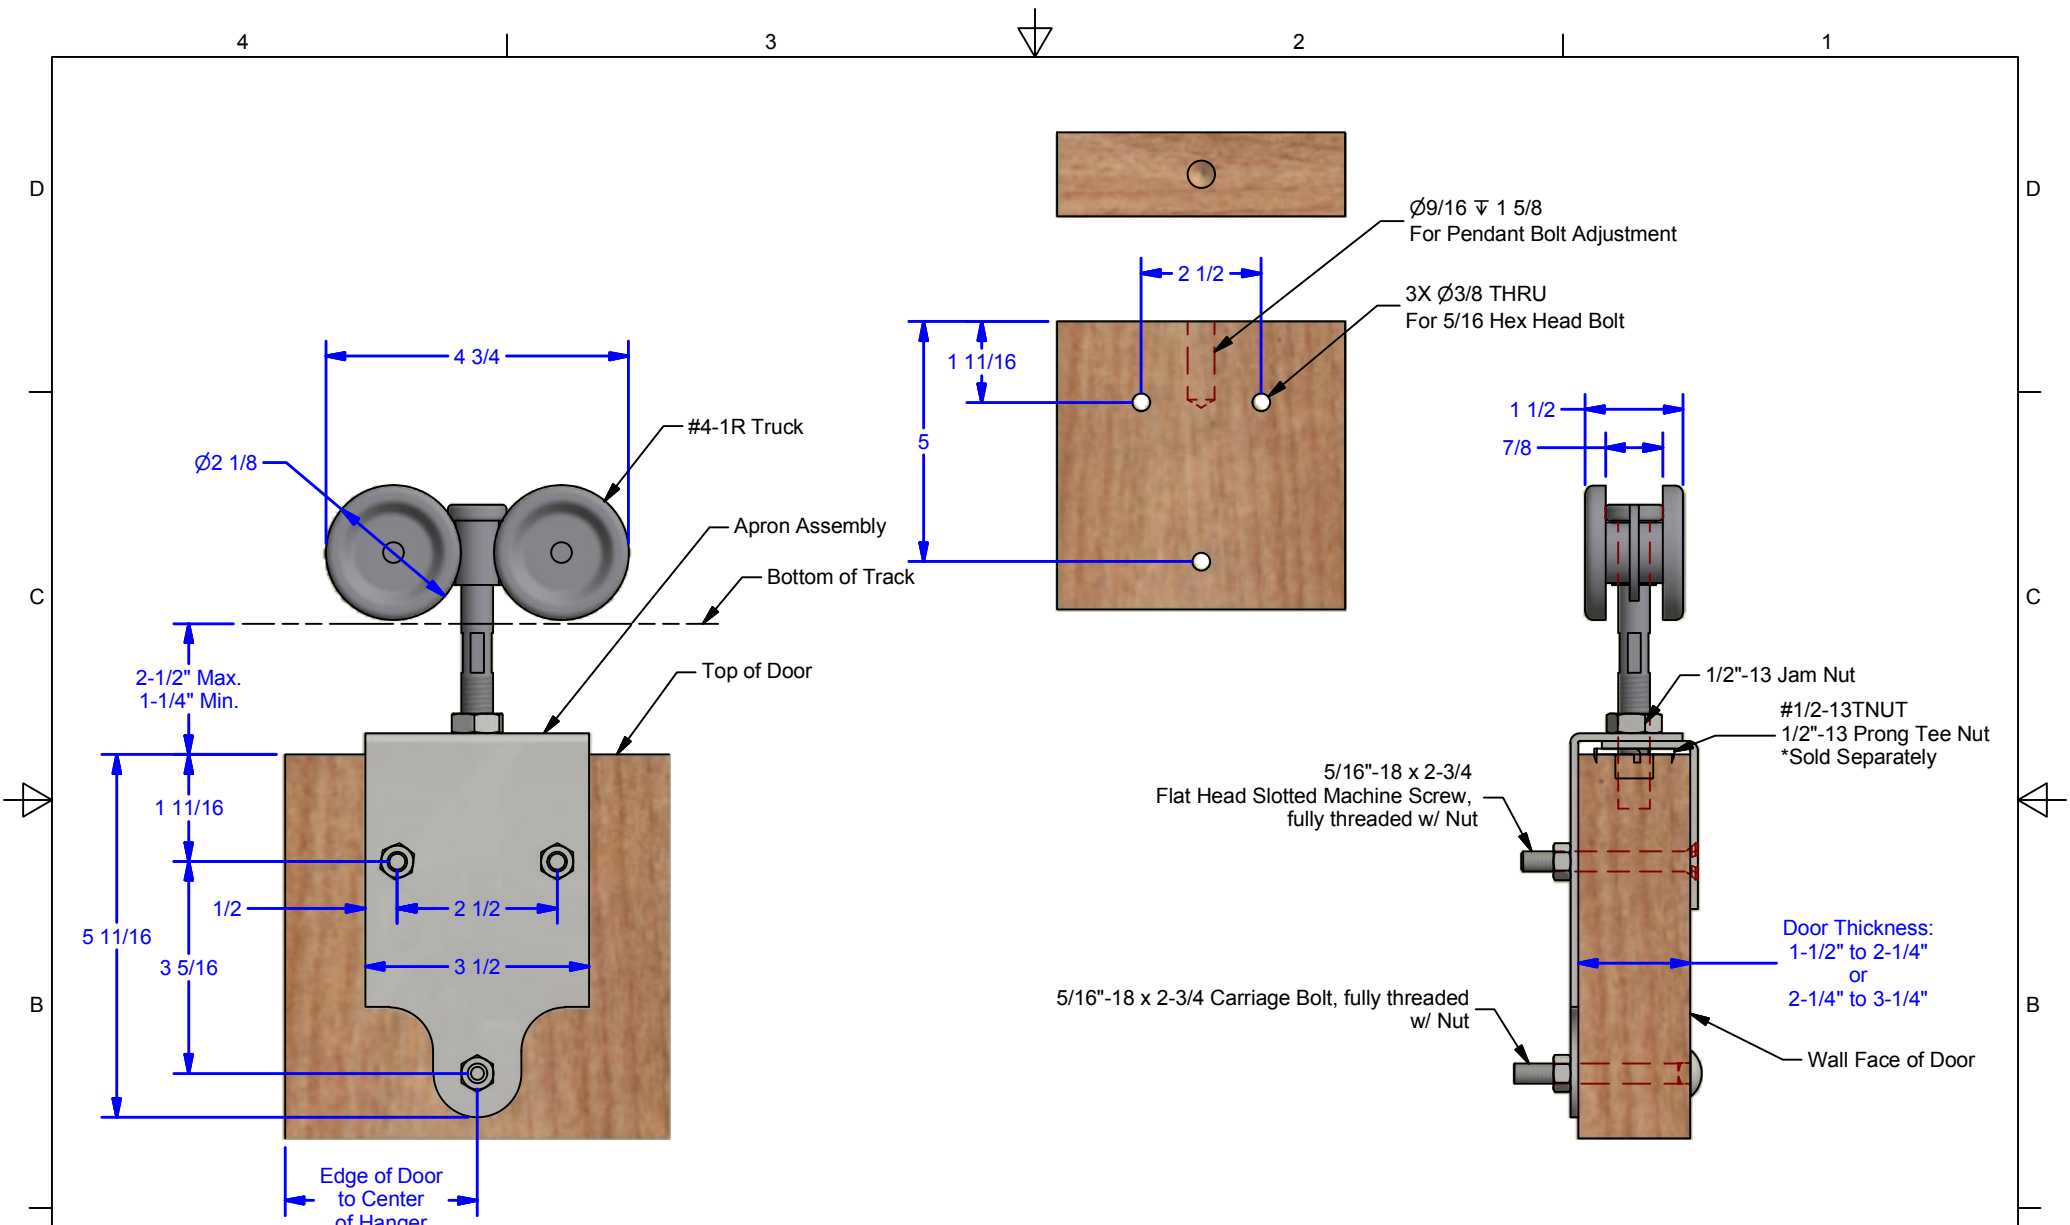 4
3
2
1
D
D
Ø9/16 ↧ 1 5/8
For Pendant Bolt Adjustment
2 1/2
3X Ø3/8 THRU
For 5/16 Hex Head Bolt
1 11/16
5
4 3/4
#4-1R Truck
Ø2 1/8
Apron Assembly
Bottom of Track
1 1/2
7/8
C
C
2-1/2" Max.
1-1/4" Min.
Top of Door
1/2"-13 Jam Nut
#1/2-13TNUT
1/2"-13 Prong Tee Nut
*Sold Separately
5/16"-18 x 2-3/4
Flat Head Slotted Machine Screw,
fully threaded w/ Nut
1 11/16
1/2
2 1/2
5 11/16
3 5/16
3 1/2
Door Thickness:
1-1/2" to 2-1/4"
or
2-1/4" to 3-1/4"
5/16"-18 x 2-3/4 Carriage Bolt, fully threaded
w/ Nut
B
B
Wall Face of Door
Edge of Door
to Center
of Hanger